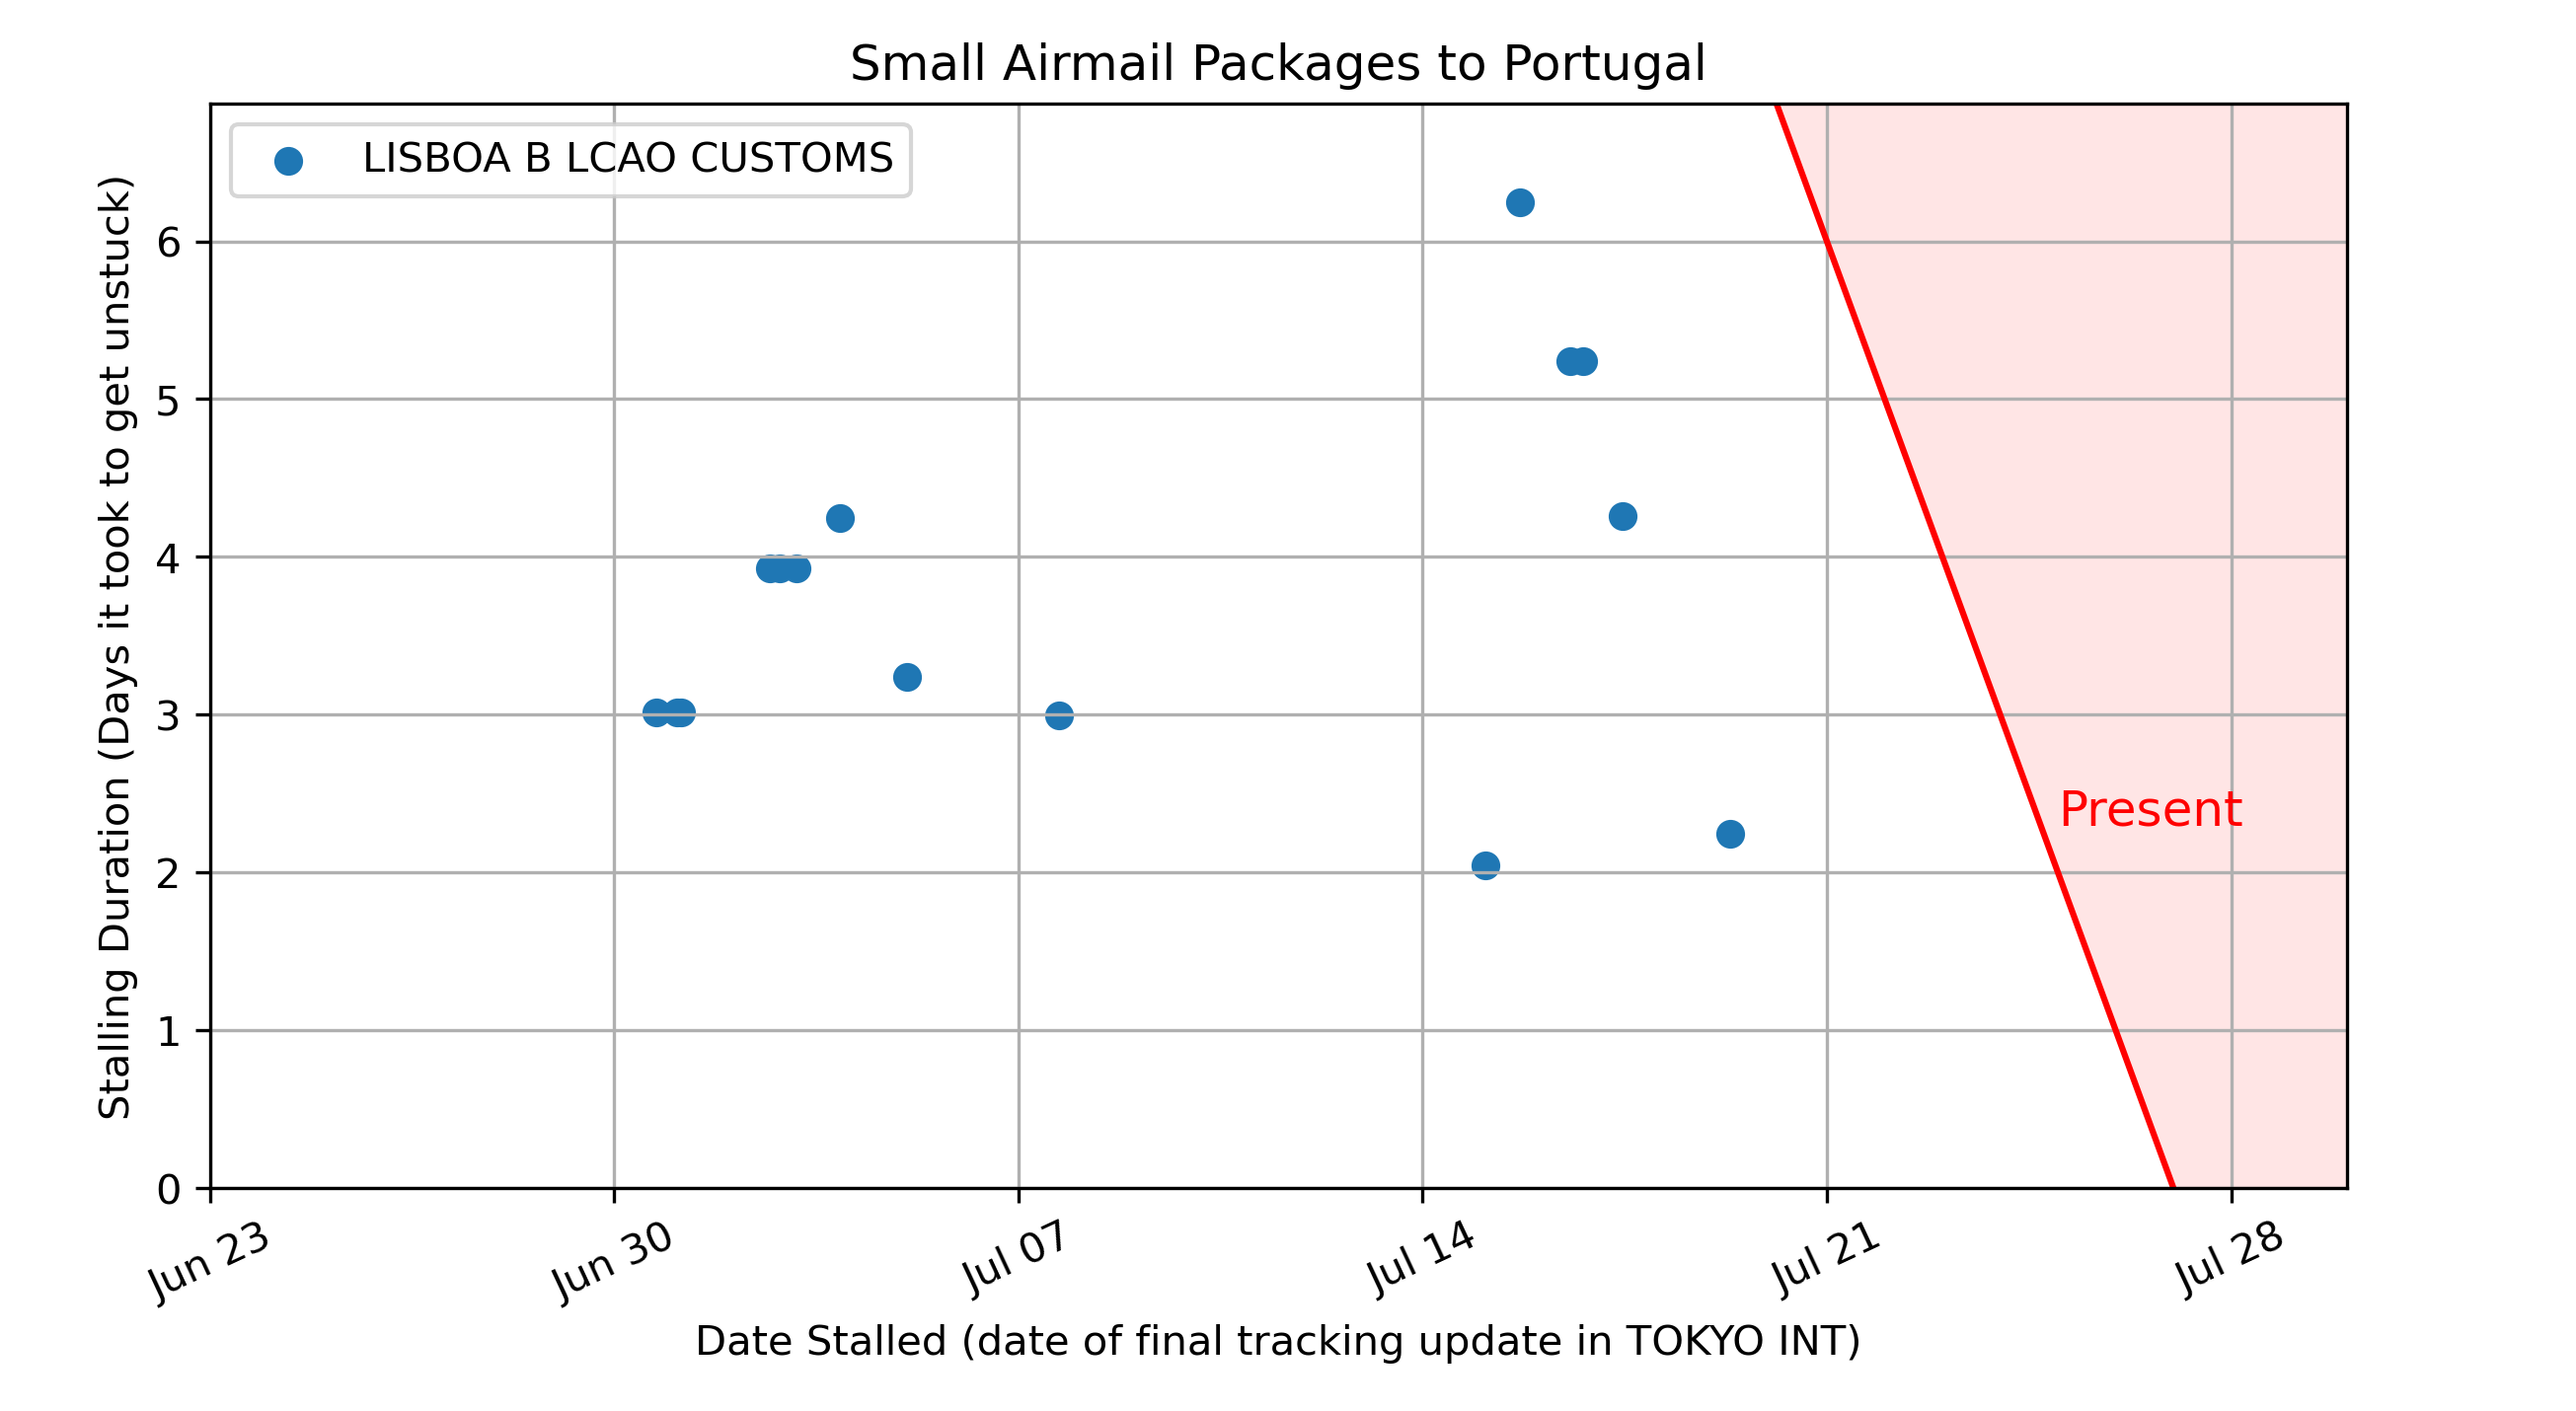 Small Airmail Packages to Portugal
LISBOA B LCAO CUSTOMS
Stalling Duration (Days it took to get unstuck)
6
5
4
3
2
1
0
Present
Jun 23
Jun 30
Jul 07
Jul 14
Jul 21
Jul 28
Date Stalled (date of final tracking update in TOKYO INT)